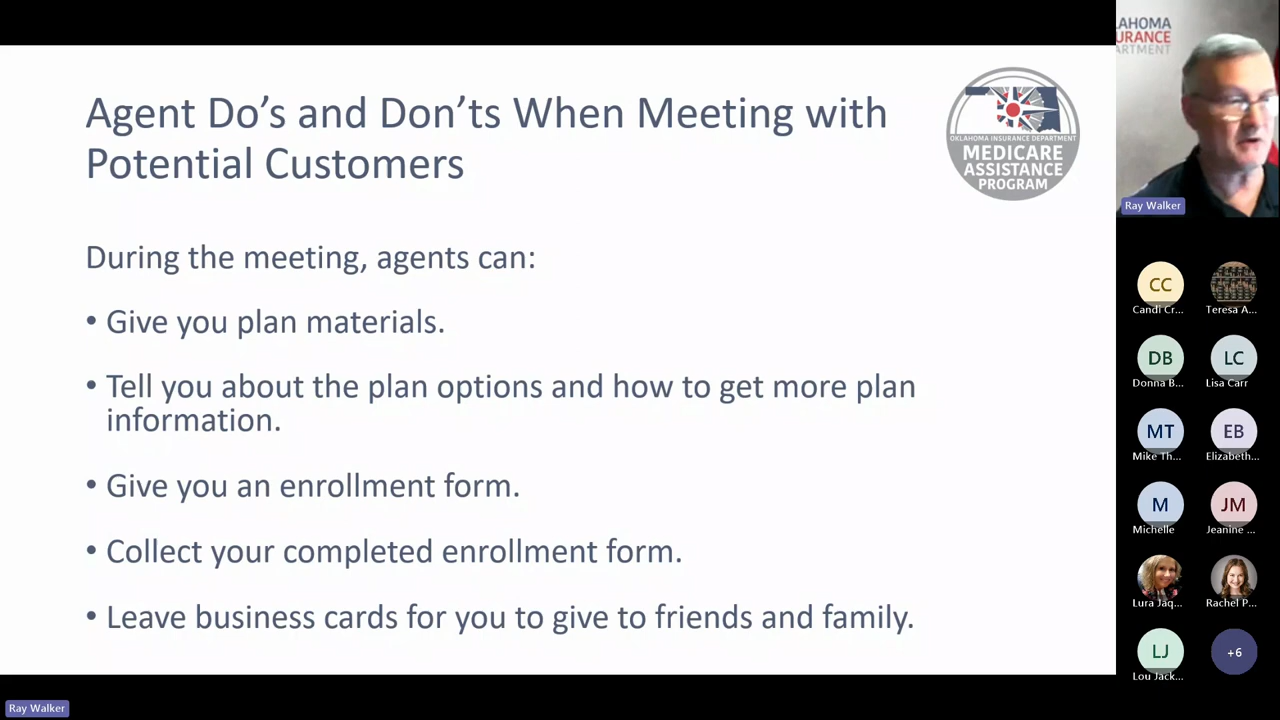 Agent Do's and Don'ts When Meeting with
Potential Customers
OKLAHOMA INSURANCE DEPARTMENT
MEDICARE
ASSISTANCE
PROGRAM
During the meeting, agents can:
• Give you plan materials.
• Tell you about the plan options and how to get more plan
information.
• Give you an enrollment form.
• Collect your completed enrollment form.
• Leave business cards for you to give to friends and family.
LAHOMA
URANCE
ARTMENT
Ray Walker
CC
Candi Cr...
Teresa A...
DB
Donna B...
LC
Lisa Carr
MT
Mike Th...
EB
Elizabeth...
M
Michelle
JM
Jeanine ...
Lura Jaq...
Rachel P...
LJ
Lou Jack...
+6
Ray Walker